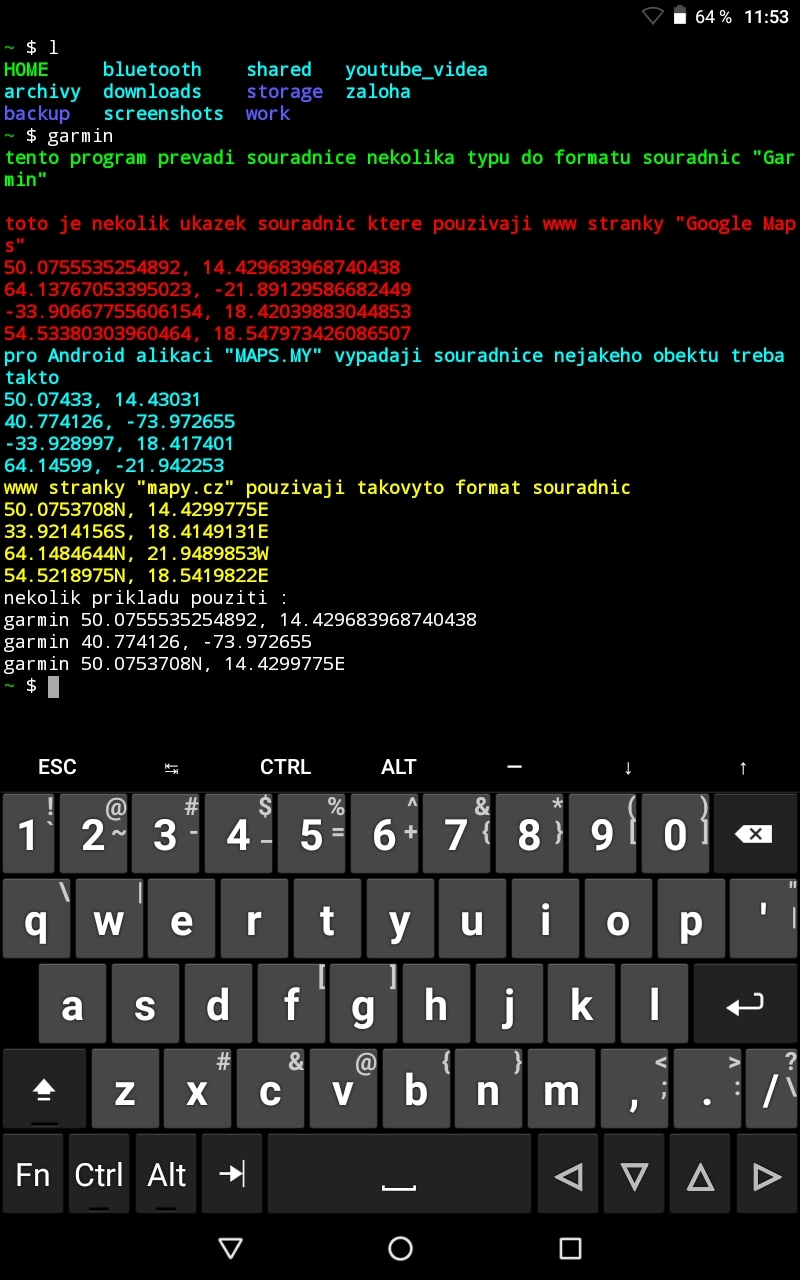 64 % 11:53
~ $ l
HOME bluetooth shared youtube_videa
archivy downloads storage zaloha
backup screenshots work
~ $ garmin
tento program prevadi souradnice nekolika typu do formatu souradnic "Gar
min"
toto je nekolik ukazek souradnic ktere pouzivaji www stranky "Google Map
s"
50.0755535254892, 14.429683968740438
64.13767053395023, -21.89129586682449
-33.90667755606154, 18.42039883044853
54.53380303960464, 18.547973426086507
pro Android alikaci "MAPS.MY" vypadaji souradnice nejakeho obektu treba
takto
50.07433, 14.43031
40.774126, -73.972655
-33.928997, 18.417401
64.14599, -21.942253
www stranky "mapy.cz" pouzivaji takovyto format souradnic
50.0753708N, 14.4299775E
33.9214156S, 18.4149131E
64.1484644N, 21.9489853W
54.5218975N, 18.5419822E
nekolik prikladu pouziti :
garmin 50.0755535254892, 14.429683968740438
garmin 40.774126, -73.972655
garmin 50.0753708N, 14.4299775E
~ $
ESC ↹ CTRL ALT — ↓ ↑
1 ! ` 2 @ ~ 3 # - 4 $ _ 5 % = 6 ^ + 7 & { 8 * } 9 ( [ 0 ) ]
q \ w | e r t y u i o p ' " |
a s d f [ g ] h j k l
z x # c & v @ b { n } m , < ; . > : / ? \
Fn Ctrl Alt